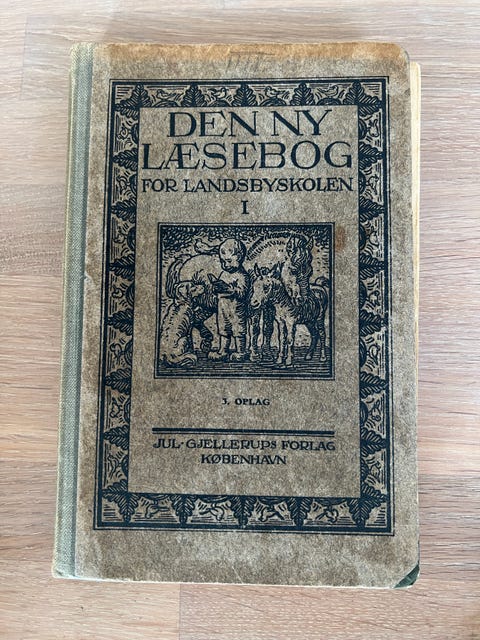 DEN NY
LÆSEBOG
FOR LANDSBYSKOLEN
I
3. OPLAG
JUL· GJELLERUPS FORLAG
KØBENHAVN